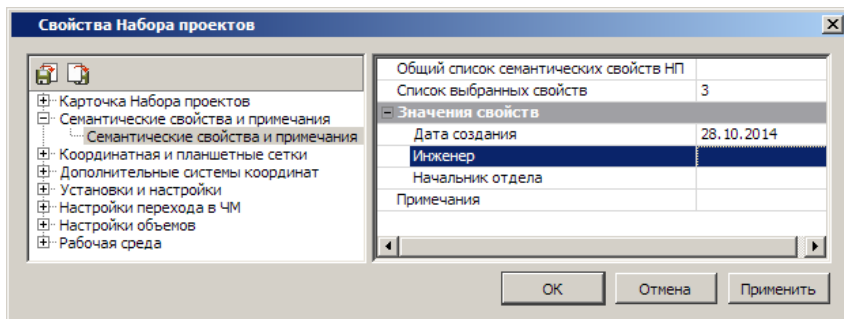 Свойства Набора проектов
Карточка Набора проектов
Семантические свойства и примечания
Семантические свойства и примечания
Координатная и планшетные сетки
Дополнительные системы координат
Установки и настройки
Настройки перехода в ЧМ
Настройки объемов
Рабочая среда
Общий список семантических свойств НП
Список выбранных свойств 3
Значения свойств
Дата создания 28.10.2014
Инженер
Начальник отдела
Примечания
ОК Отмена Применить